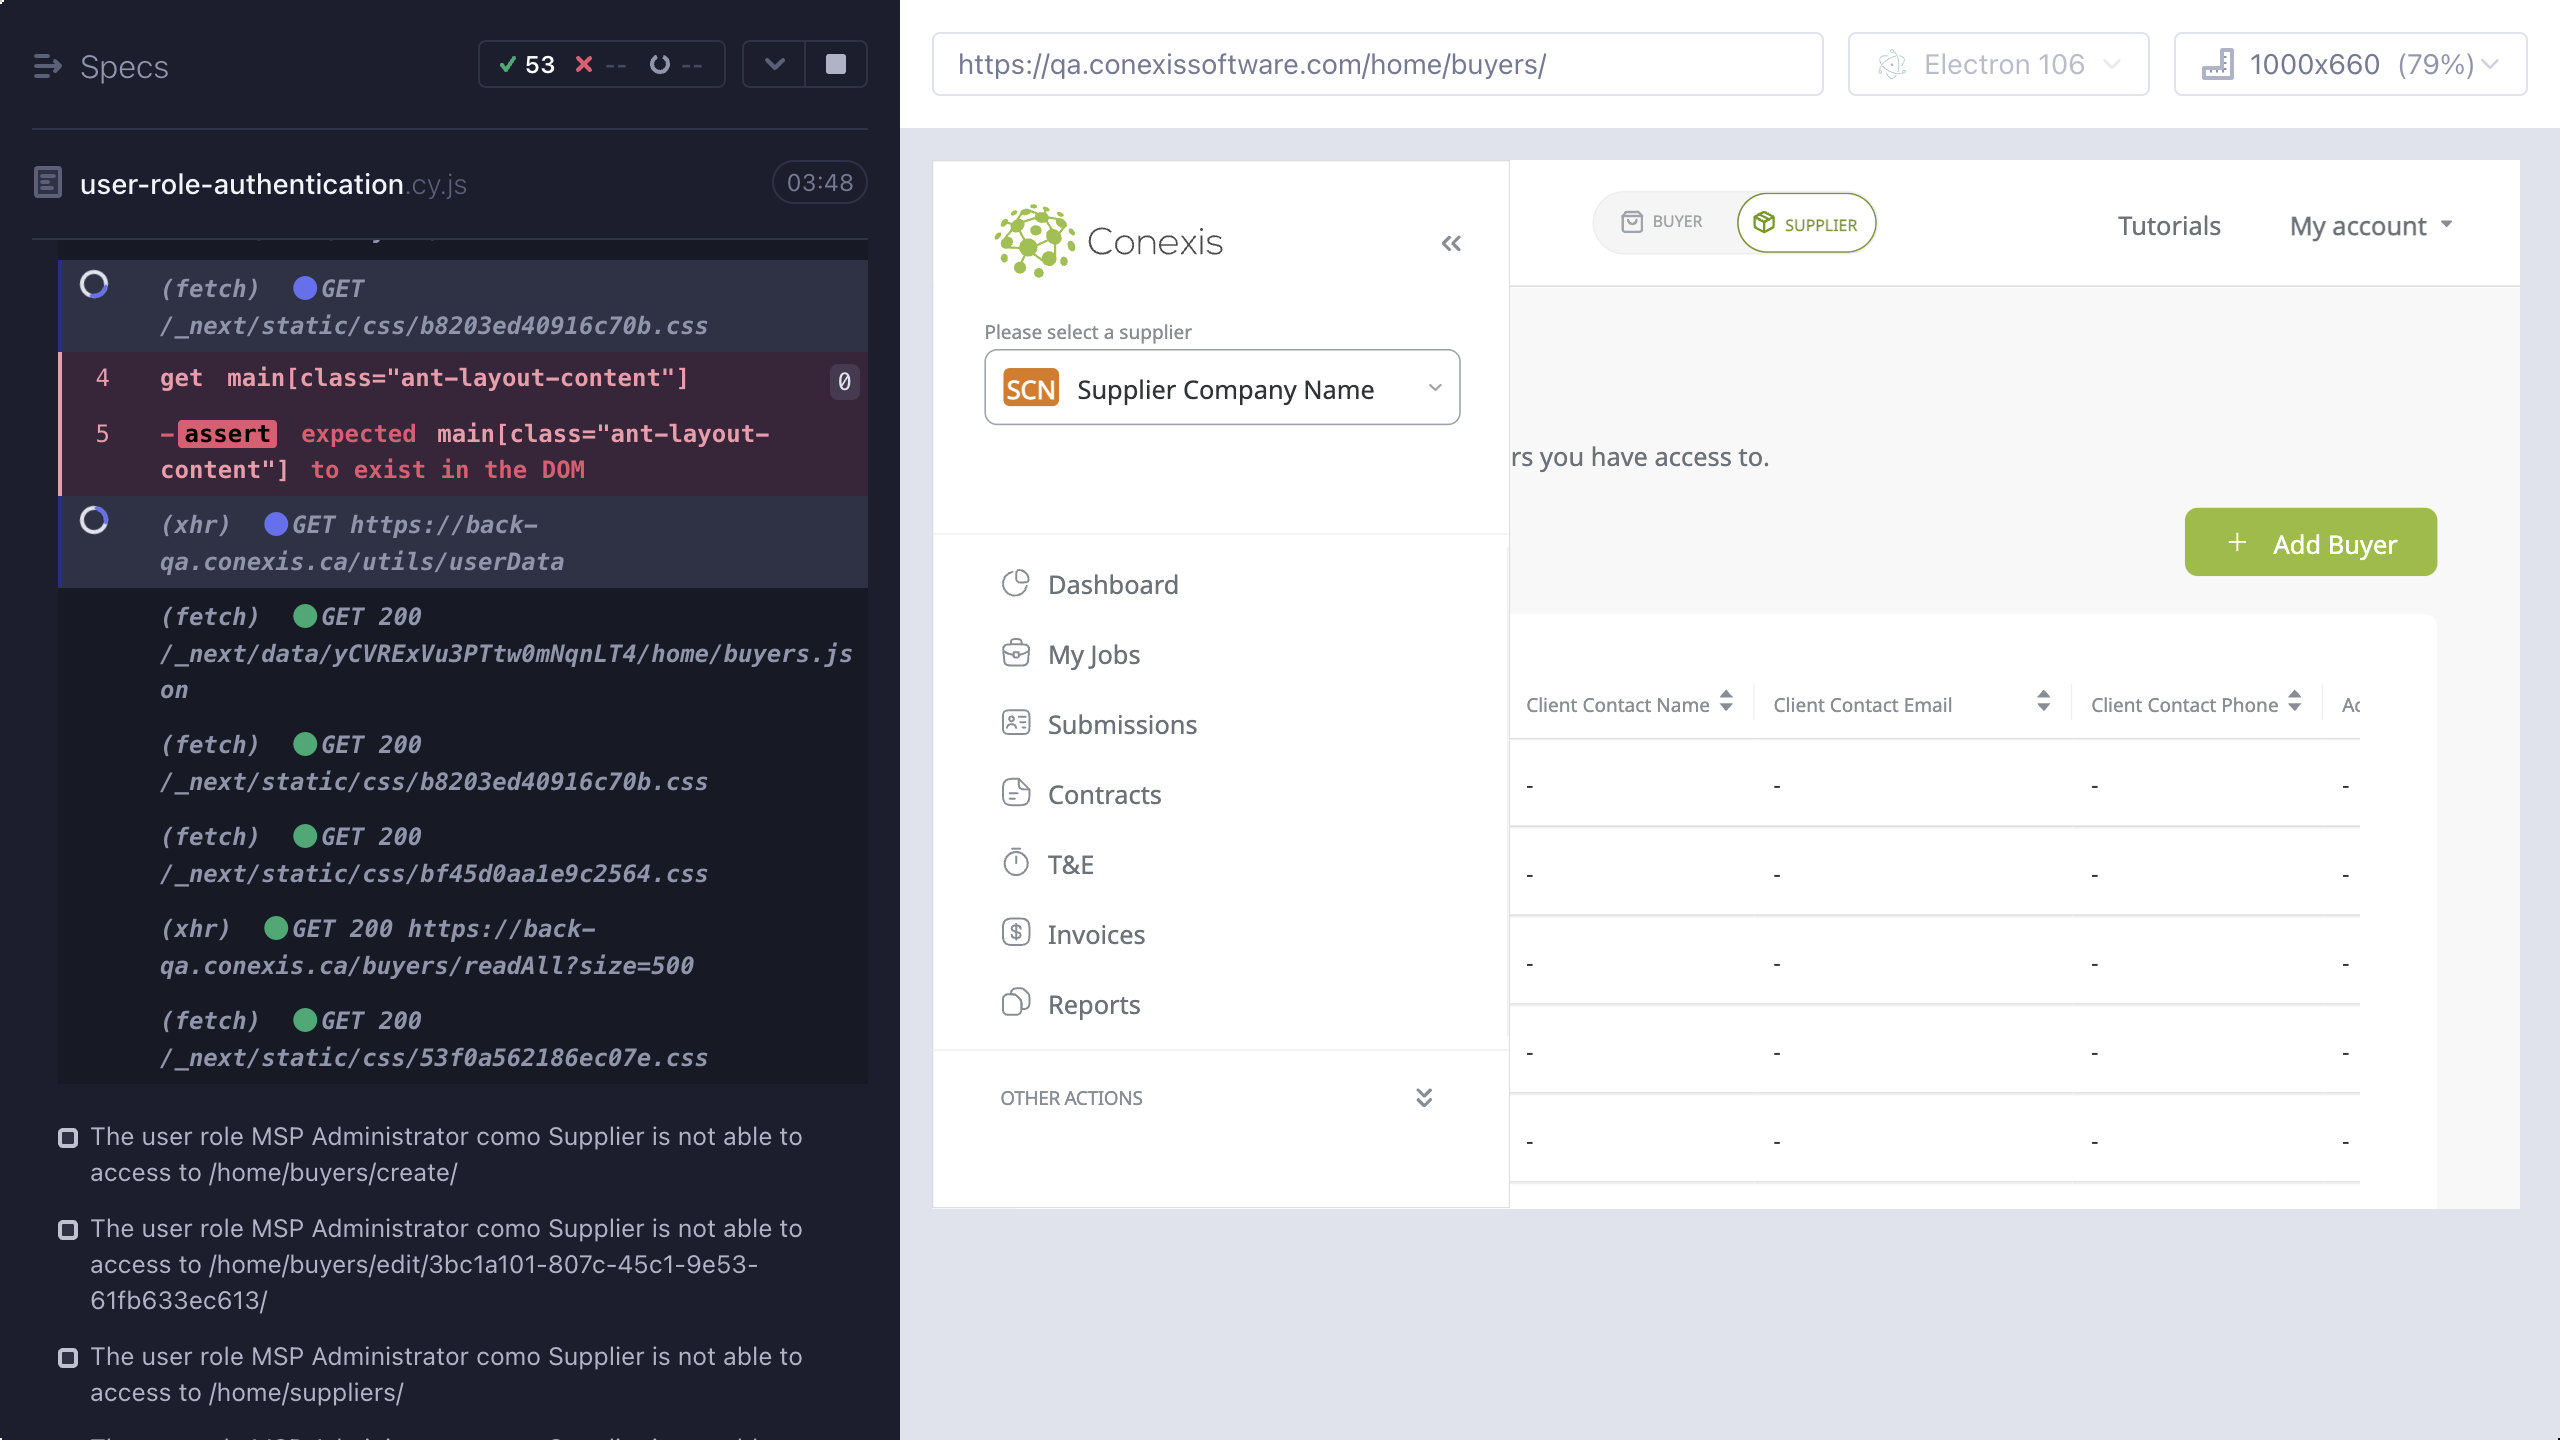 Specs
53 -- --
user-role-authentication.cy.js
03:48
(fetch) GET
/_next/static/css/b8203ed40916c70b.css
4 get main[class="ant-layout-content"] 0
5 -assert expected main[class="ant-layout-
content"] to exist in the DOM
(xhr) GET https://back-
qa.conexis.ca/utils/userData
(fetch) GET 200
/_next/data/yCVRExVu3PTtw0mNqnLT4/home/buyers.js
on
(fetch) GET 200
/_next/static/css/b8203ed40916c70b.css
(fetch) GET 200
/_next/static/css/bf45d0aa1e9c2564.css
(xhr) GET 200 https://back-
qa.conexis.ca/buyers/readAll?size=500
(fetch) GET 200
/_next/static/css/53f0a562186ec07e.css
The user role MSP Administrator como Supplier is not able to
access to /home/buyers/create/
The user role MSP Administrator como Supplier is not able to
access to /home/buyers/edit/3bc1a101-807c-45c1-9e53-
61fb633ec613/
The user role MSP Administrator como Supplier is not able to
access to /home/suppliers/
https://qa.conexissoftware.com/home/buyers/
Electron 106
1000x660 (79%)
Conexis
BUYER
SUPPLIER
Tutorials
My account
Please select a supplier
SCN Supplier Company Name
rs you have access to.
+ Add Buyer
Dashboard
My Jobs
Submissions
Contracts
T&E
Invoices
Reports
OTHER ACTIONS
Client Contact Name
Client Contact Email
Client Contact Phone
Ac
- - - -
- - - -
- - - -
- - - -
- - - -